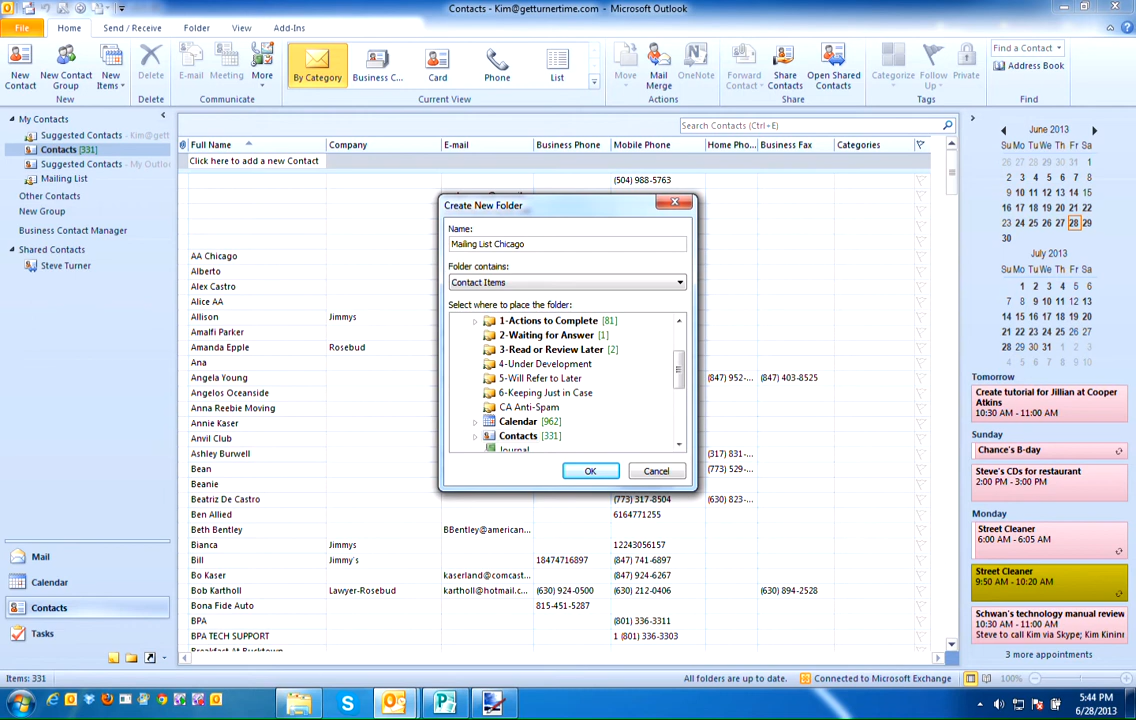 Contacts - Kim@getturnertime.com - Microsoft Outlook
File Home Send / Receive Folder View Add-Ins
New Contact
New Contact Group
New Items
New
Delete
Delete
E-mail Meeting More
Communicate
By Category Business C... Card Phone List
Current View
Move Mail Merge OneNote
Actions
Forward Contact Share Contacts Open Shared Contacts
Share
Categorize Follow Up Private
Tags
Find a Contact
Address Book
Find
My Contacts
Suggested Contacts - Kim@gett
Contacts [331]
Suggested Contacts - My Outlo
Mailing List
Other Contacts
New Group
Business Contact Manager
Shared Contacts
Steve Turner
Mail
Calendar
Contacts
Tasks
Search Contacts (Ctrl+E)
Full Name Company E-mail Business Phone Mobile Phone Home Pho... Business Fax Categories
Click here to add a new Contact
(504) 988-5763
AA Chicago
Alberto
Alex Castro
Alice AA
Allison Jimmys
Amalfi Parker
Amanda Epple Rosebud
Ana
Angela Young (847) 952-... (847) 403-8525
Angelos Oceanside
Anna Reebie Moving
Annie Kaser
Anvil Club
Ashley Burwell (317) 831-...
Bean (773) 529-...
Beanie
Beatriz De Castro (773) 317-8504 (630) 823-...
Ben Allied 6164771255
Beth Bentley BBentley@american...
Bianca Jimmys 12243056157
Bill Jimmy's 18474716897 (847) 741-6897
Bo Kaser kaserland@comcast... (847) 924-6267
Bob Kartholl Lawyer-Rosebud kartholl@hotmail.c... (630) 924-0500 (630) 212-0406 (630) 894-2528
Bona Fide Auto 815-451-5287
BPA (801) 336-3311
BPA TECH SUPPORT 1 (801) 336-3303
Create New Folder
Name:
Mailing List Chicago
Folder contains:
Contact Items
Select where to place the folder:
1-Actions to Complete [81]
2-Waiting for Answer [1]
3-Read or Review Later [2]
4-Under Development
5-Will Refer to Later
6-Keeping Just in Case
CA Anti-Spam
Calendar [962]
Contacts [331]
Journal
OK Cancel
June 2013
Su Mo Tu We Th Fr Sa
26 27 28 29 30 31 1
2 3 4 5 6 7 8
9 10 11 12 13 14 15
16 17 18 19 20 21 22
23 24 25 26 27 28 29
30
July 2013
Su Mo Tu We Th Fr Sa
1 2 3 4 5 6
7 8 9 10 11 12 13
14 15 16 17 18 19 20
21 22 23 24 25 26 27
28 29 30 31 1 2 3
4 5 6 7 8 9 10
Tomorrow
Create tutorial for Jillian at Cooper Atkins
10:30 AM - 11:00 AM
Sunday
Chance's B-day
Steve's CDs for restaurant
2:00 PM - 3:00 PM
Monday
Street Cleaner
6:00 AM - 6:05 AM
Street Cleaner
9:50 AM - 10:20 AM
Schwan's technology manual review
10:30 AM - 11:00 AM
Steve to call Kim via Skype; Kim Kinin
3 more appointments
Items: 331
All folders are up to date. Connected to Microsoft Exchange 100%
5:44 PM
6/28/2013